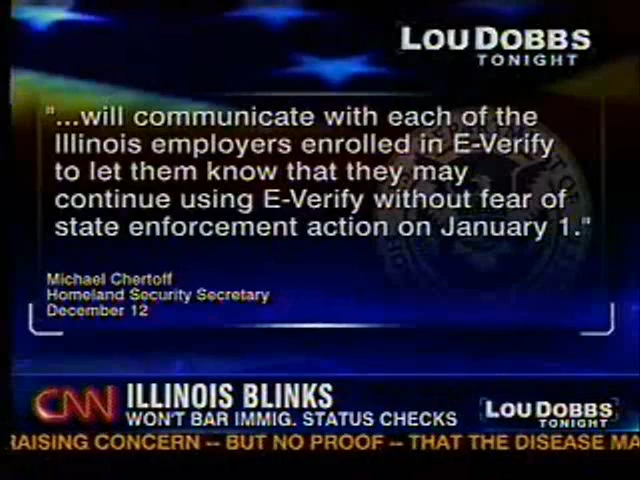 LOU DOBBS
TONIGHT
"...will communicate with each of the
Illinois employers enrolled in E-Verify
to let them know that they may
continue using E-Verify without fear of
state enforcement action on January 1."
Michael Chertoff
Homeland Security Secretary
December 12
CNN
ILLINOIS BLINKS
WON'T BAR IMMIG. STATUS CHECKS
LOU DOBBS
TONIGHT
RAISING CONCERN -- BUT NO PROOF -- THAT THE DISEASE MA